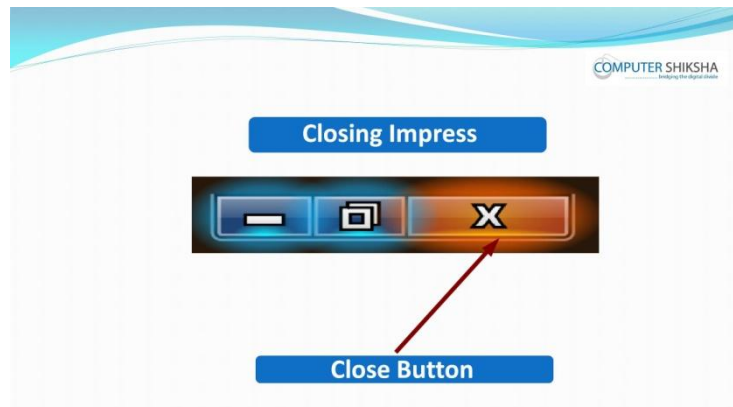 COMPUTER SHIKSHA
bridging the digital divide
Closing Impress
X
Close Button